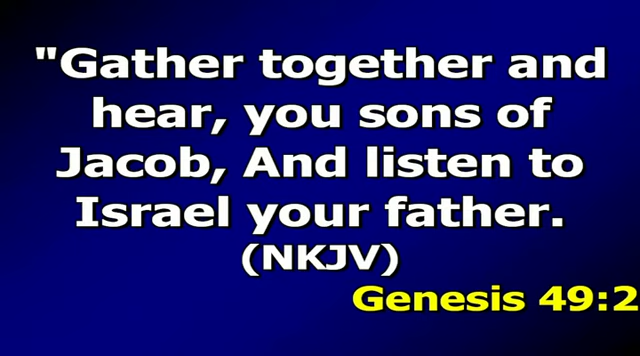 "Gather together and
hear, you sons of
Jacob, And listen to
Israel your father.
(NKJV)
Genesis 49:2